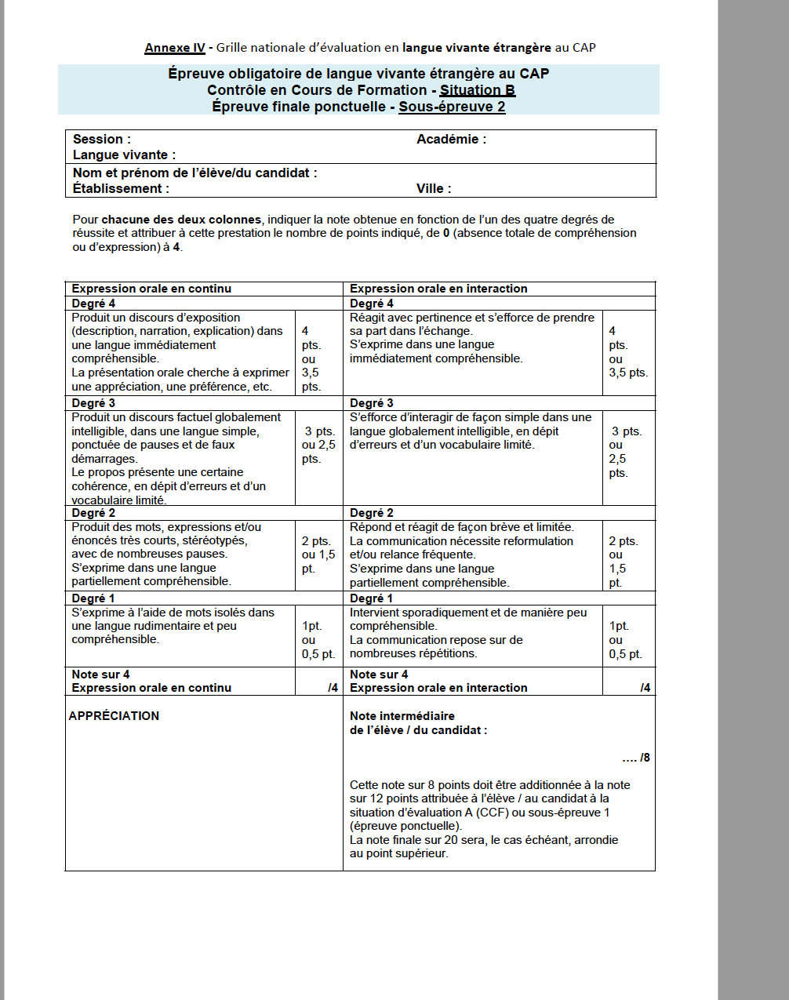 Annexe IV - Grille nationale d'évaluation en langue vivante étrangère au CAP
Épreuve obligatoire de langue vivante étrangère au CAP
Contrôle en Cours de Formation - Situation B
Épreuve finale ponctuelle - Sous-épreuve 2
Session : Académie :
Langue vivante :
Nom et prénom de l'élève/du candidat :
Établissement : Ville :
Pour chacune des deux colonnes, indiquer la note obtenue en fonction de l'un des quatre degrés de
réussite et attribuer à cette prestation le nombre de points indiqué, de 0 (absence totale de compréhension
ou d'expression) à 4.
Expression orale en continu
Expression orale en interaction
Degré 4
Degré 4
Produit un discours d'exposition
(description, narration, explication) dans
une langue immédiatement
compréhensible.
La présentation orale cherche à exprimer
une appréciation, une préférence, etc.
4
pts.
ou
3,5
pts.
Réagit avec pertinence et s'efforce de prendre
sa part dans l'échange.
S'exprime dans une langue
immédiatement compréhensible.
4
pts.
ou
3,5 pts.
Degré 3
Degré 3
Produit un discours factuel globalement
intelligible, dans une langue simple,
ponctuée de pauses et de faux
démarrages.
Le propos présente une certaine
cohérence, en dépit d'erreurs et d'un
vocabulaire limité.
3 pts.
ou 2,5
pts.
S'efforce d'interagir de façon simple dans une
langue globalement intelligible, en dépit
d'erreurs et d'un vocabulaire limité.
3 pts.
ou
2,5
pts.
Degré 2
Degré 2
Produit des mots, expressions et/ou
énoncés très courts, stéréotypés,
avec de nombreuses pauses.
S'exprime dans une langue
partiellement compréhensible.
2 pts.
ou 1,5
pt.
Répond et réagit de façon brève et limitée.
La communication nécessite reformulation
et/ou relance fréquente.
S'exprime dans une langue
partiellement compréhensible.
2 pts.
ou
1,5
pt.
Degré 1
Degré 1
S'exprime à l'aide de mots isolés dans
une langue rudimentaire et peu
compréhensible.
1pt.
ou
0,5 pt.
Intervient sporadiquement et de manière peu
compréhensible.
La communication repose sur de
nombreuses répétitions.
1pt.
ou
0,5 pt.
Note sur 4
Expression orale en continu /4
Note sur 4
Expression orale en interaction /4
APPRÉCIATION
Note intermédiaire
de l'élève / du candidat :
…. /8
Cette note sur 8 points doit être additionnée à la note
sur 12 points attribuée à l'élève / au candidat à la
situation d'évaluation A (CCF) ou sous-épreuve 1
(épreuve ponctuelle).
La note finale sur 20 sera, le cas échéant, arrondie
au point supérieur.